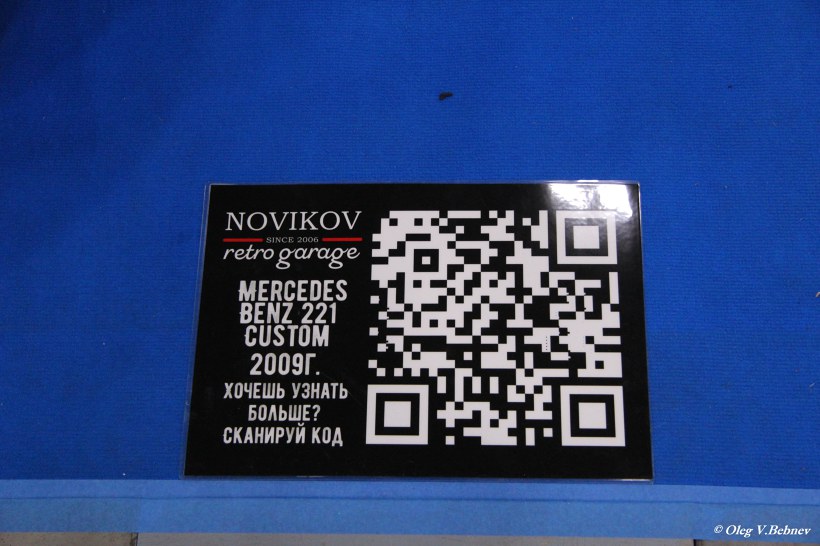 NOVIKOV
SINCE 2006
retro garage
MERCEDES
BENZ 221
CUSTOM
2009Г.
ХОЧЕШЬ УЗНАТЬ
БОЛЬШЕ?
СКАНИРУЙ КОД
© Oleg V.Bebnev